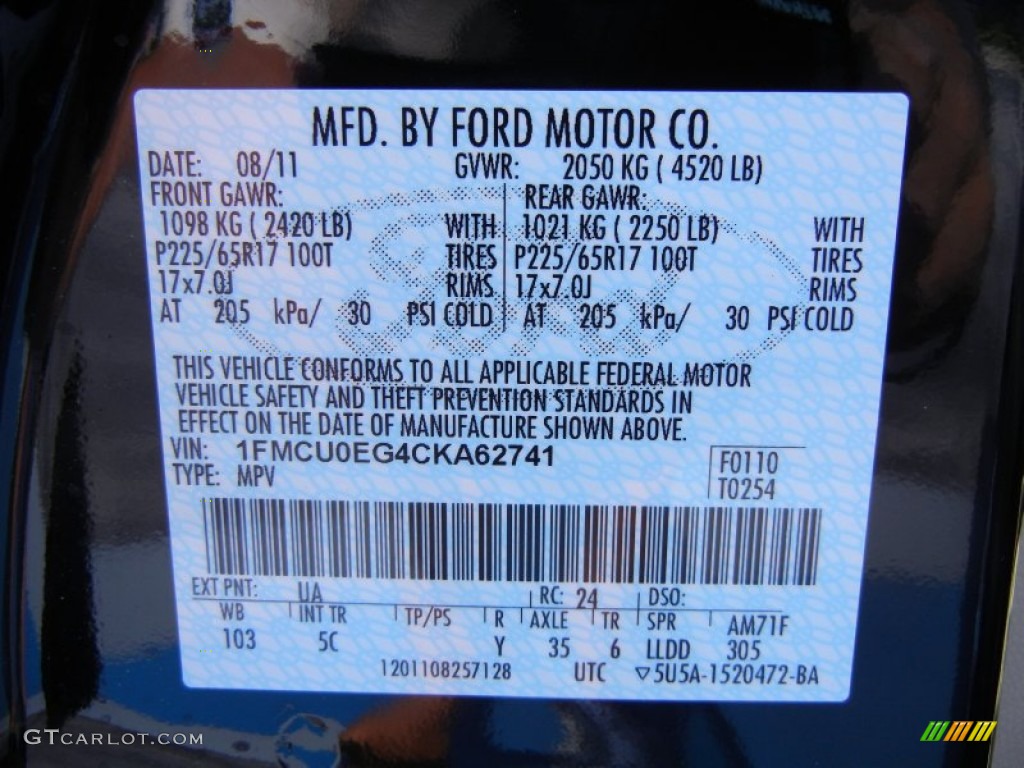 MFD. BY FORD MOTOR CO.
DATE: 08/11 GVWR: 2050 KG ( 4520 LB)
FRONT GAWR: REAR GAWR:
1098 KG ( 2420 LB) WITH 1021 KG ( 2250 LB) WITH
P225/65R17 100T TIRES P225/65R17 100T TIRES
17x7.0J RIMS 17x7.0J RIMS
AT 205 kPa/ 30 PSI COLD AT 205 kPa/ 30 PSI COLD
THIS VEHICLE CONFORMS TO ALL APPLICABLE FEDERAL MOTOR
VEHICLE SAFETY AND THEFT PREVENTION STANDARDS IN
EFFECT ON THE DATE OF MANUFACTURE SHOWN ABOVE.
VIN: 1FMCU0EG4CKA62741
TYPE: MPV
F0110
T0254
EXT PNT: UA RC: 24 DSO:
WB INT TR TP/PS R AXLE TR SPR AM71F
103 5C Y 35 6 LLDD 305
1201108257128 UTC ▽5U5A-1520472-BA
GTCARLOT.COM